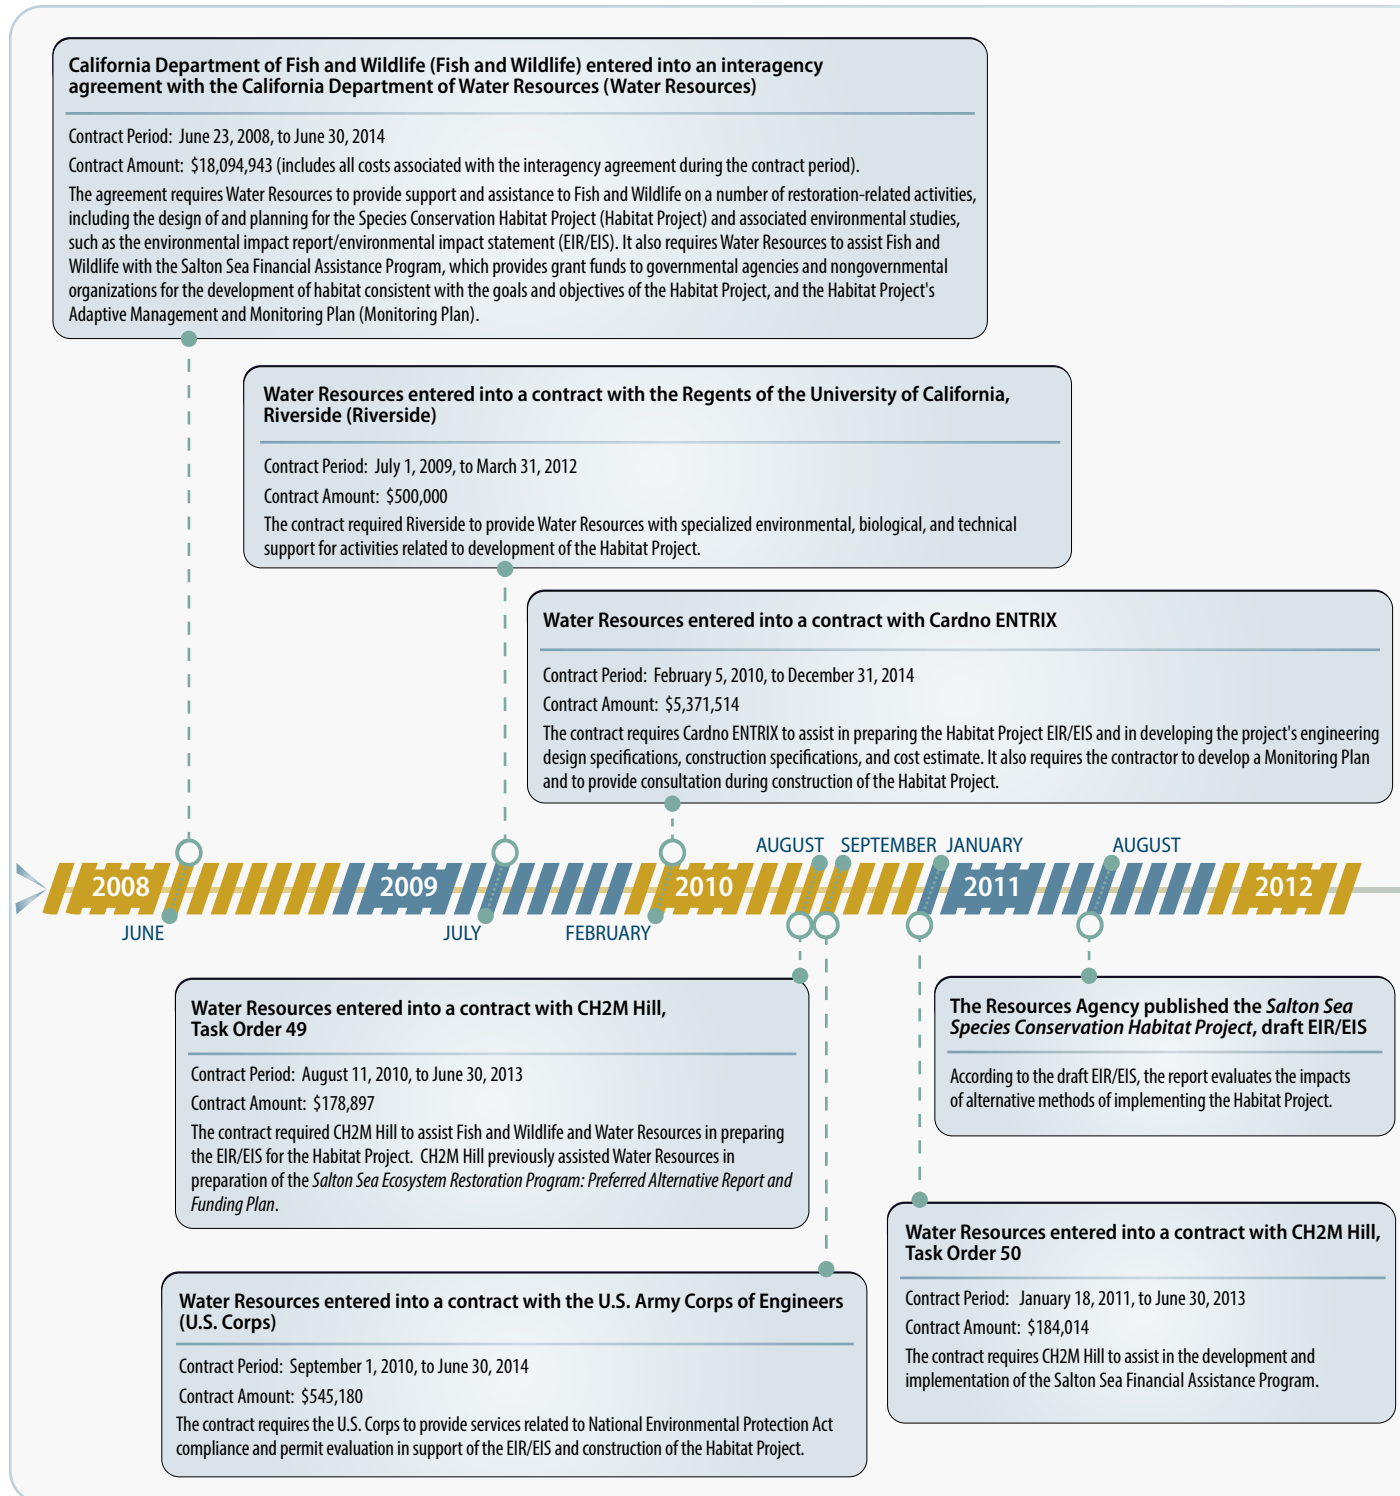 California Department of Fish and Wildlife (Fish and Wildlife) entered into an interagency
agreement with the California Department of Water Resources (Water Resources)
Contract Period: June 23, 2008, to June 30, 2014
Contract Amount: $18,094,943 (includes all costs associated with the interagency agreement during the contract period).
The agreement requires Water Resources to provide support and assistance to Fish and Wildlife on a number of restoration-related activities,
including the design of and planning for the Species Conservation Habitat Project (Habitat Project) and associated environmental studies,
such as the environmental impact report/environmental impact statement (EIR/EIS). It also requires Water Resources to assist Fish and
Wildlife with the Salton Sea Financial Assistance Program, which provides grant funds to governmental agencies and nongovernmental
organizations for the development of habitat consistent with the goals and objectives of the Habitat Project, and the Habitat Project's
Adaptive Management and Monitoring Plan (Monitoring Plan).
Water Resources entered into a contract with the Regents of the University of California,
Riverside (Riverside)
Contract Period: July 1, 2009, to March 31, 2012
Contract Amount: $500,000
The contract required Riverside to provide Water Resources with specialized environmental, biological, and technical
support for activities related to development of the Habitat Project.
Water Resources entered into a contract with Cardno ENTRIX
Contract Period: February 5, 2010, to December 31, 2014
Contract Amount: $5,371,514
The contract requires Cardno ENTRIX to assist in preparing the Habitat Project EIR/EIS and in developing the project's engineering
design specifications, construction specifications, and cost estimate. It also requires the contractor to develop a Monitoring Plan
and to provide consultation during construction of the Habitat Project.
AUGUST SEPTEMBER JANUARY AUGUST
2008 2009 2010 2011 2012
JUNE JULY FEBRUARY
Water Resources entered into a contract with CH2M Hill,
Task Order 49
Contract Period: August 11, 2010, to June 30, 2013
Contract Amount: $178,897
The contract required CH2M Hill to assist Fish and Wildlife and Water Resources in preparing
the EIR/EIS for the Habitat Project. CH2M Hill previously assisted Water Resources in
preparation of the Salton Sea Ecosystem Restoration Program: Preferred Alternative Report and
Funding Plan.
The Resources Agency published the Salton Sea
Species Conservation Habitat Project, draft EIR/EIS
According to the draft EIR/EIS, the report evaluates the impacts
of alternative methods of implementing the Habitat Project.
Water Resources entered into a contract with CH2M Hill,
Task Order 50
Contract Period: January 18, 2011, to June 30, 2013
Contract Amount: $184,014
The contract requires CH2M Hill to assist in the development and
implementation of the Salton Sea Financial Assistance Program.
Water Resources entered into a contract with the U.S. Army Corps of Engineers
(U.S. Corps)
Contract Period: September 1, 2010, to June 30, 2014
Contract Amount: $545,180
The contract requires the U.S. Corps to provide services related to National Environmental Protection Act
compliance and permit evaluation in support of the EIR/EIS and construction of the Habitat Project.